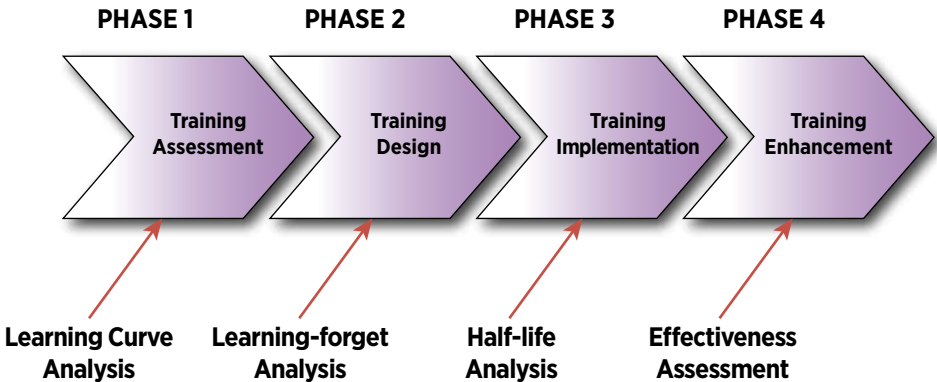 PHASE 1
PHASE 2
PHASE 3
PHASE 4
Training
Assessment
Training
Design
Training
Implementation
Training
Enhancement
Learning Curve
Analysis
Learning-forget
Analysis
Half-life
Analysis
Effectiveness
Assessment